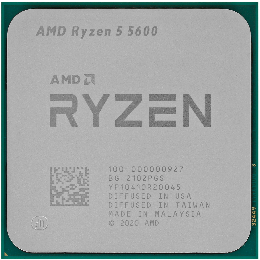 AMD Ryzen 5 5600
AMD
RYZEN
100-000000927
BG 2102PGS
DIFFUSED IN USA
DIFFUSED IN TAIWAN
MADE IN MALAYSIA
© 2020 AMD